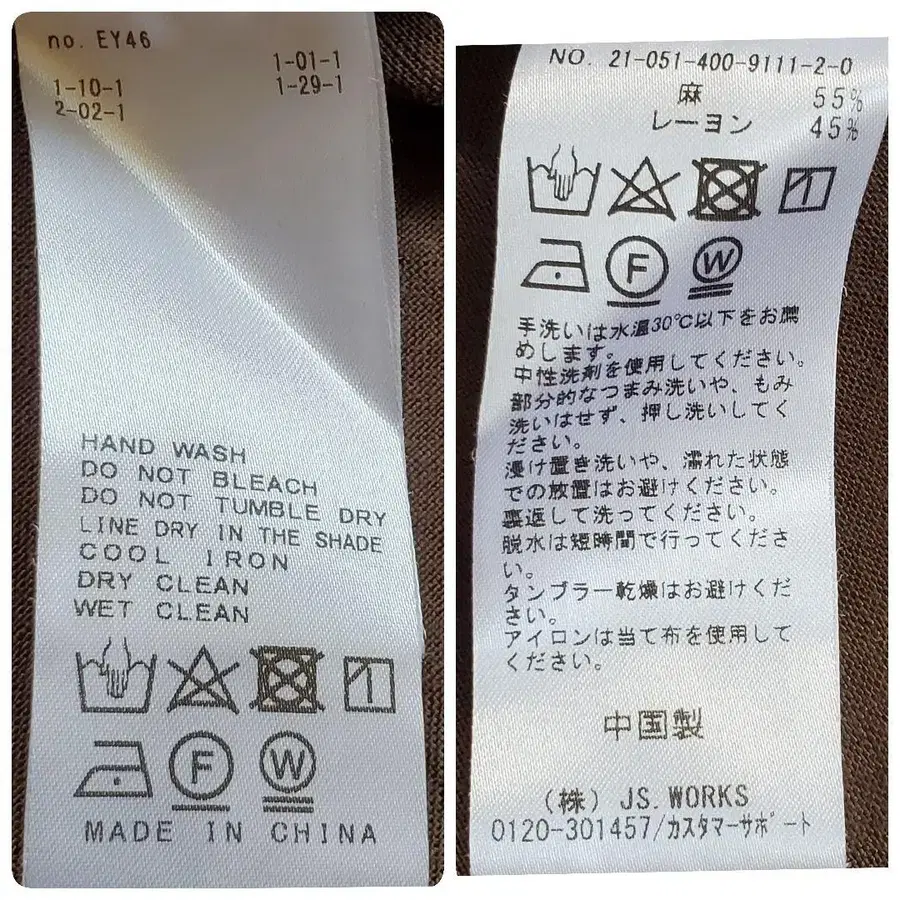 no. EY46
1-01-1
1-10-1 1-29-1
2-02-1
HAND WASH
DO NOT BLEACH
DO NOT TUMBLE DRY
LINE DRY IN THE SHADE
COOL IRON
DRY CLEAN
WET CLEAN
F W
MADE IN CHINA
NO. 21-051-400-9111-2-0
麻 55%
レーヨン 45%
F W
手洗いは水温30℃以下をお薦
めします。
中性洗剤を使用してください。
部分的なつまみ洗いや、もみ
洗いはせず、押し洗いしてく
ださい。
浸け置き洗いや、濡れた状態
での放置はお避けください。
裏返して洗ってください。
脱水は短時間で行ってくださ
い。
タンブラー乾燥はお避けくだ
さい。
アイロンは当て布を使用して
ください。
中国製
(株) JS.WORKS
0120-301457/カスタマーサポート